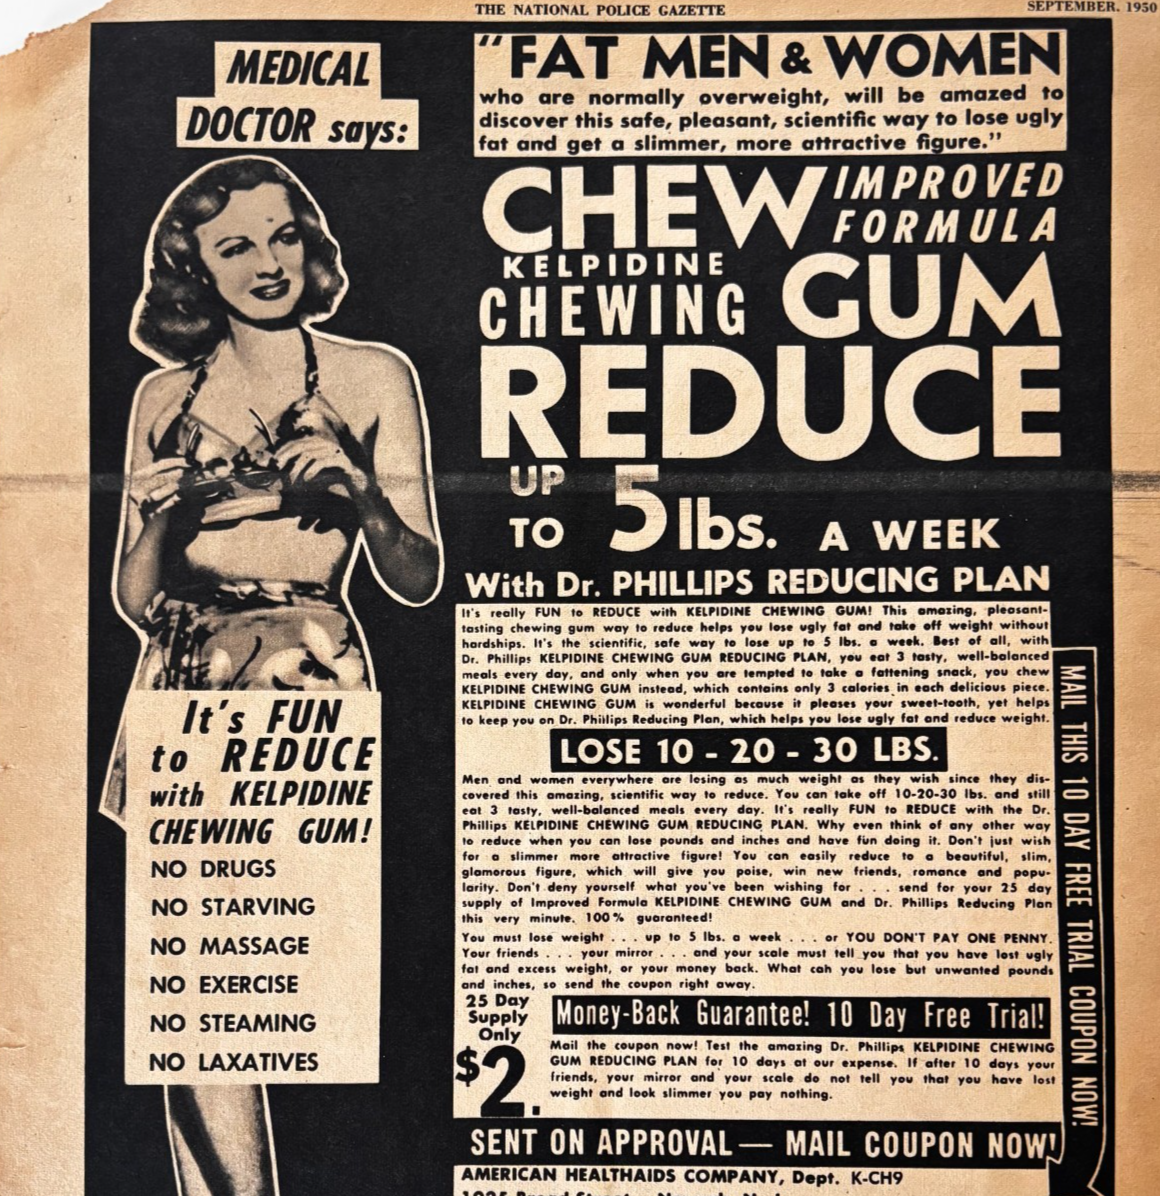 THE NATIONAL POLICE GAZETTE
SEPTEMBER, 1950
MEDICAL
DOCTOR says:
"FAT MEN & WOMEN
who are normally overweight, will be amazed to
discover this safe, pleasant, scientific way to lose ugly
fat and get a slimmer, more attractive figure."
CHEW IMPROVED
FORMULA
KELPIDINE
CHEWING GUM
REDUCE
UP
TO 5 lbs. A WEEK
With Dr. PHILLIPS REDUCING PLAN
It's really FUN to REDUCE with KELPIDINE CHEWING GUM! This amazing, pleasant-
tasting chewing gum way to reduce helps you lose ugly fat and take off weight without
hardships. It's the scientific, safe way to lose up to 5 lbs. a week. Best of all, with
Dr. Phillips KELPIDINE CHEWING GUM REDUCING PLAN, you eat 3 tasty, well-balanced
meals every day, and only when you are tempted to take a fattening snack, you chew
KELPIDINE CHEWING GUM instead, which contains only 3 calories in each delicious piece.
KELPIDINE CHEWING GUM is wonderful because it pleases your sweet-tooth, yet helps
to keep you on Dr. Phillips Reducing Plan, which helps you lose ugly fat and reduce weight.
LOSE 10 - 20 - 30 LBS.
Men and women everywhere are losing as much weight as they wish since they dis-
covered this amazing, scientific way to reduce. You can take off 10-20-30 lbs. and still
eat 3 tasty, well-balanced meals every day. It's really FUN to REDUCE with the Dr.
Phillips KELPIDINE CHEWING GUM REDUCING PLAN. Why even think of any other way
to reduce when you can lose pounds and inches and have fun doing it. Don't just wish
for a slimmer more attractive figure! You can easily reduce to a beautiful, slim,
glamorous figure, which will give you poise, win new friends, romance and popu-
larity. Don't deny yourself what you've been wishing for . . . send for your 25 day
supply of Improved Formula KELPIDINE CHEWING GUM and Dr. Phillips Reducing Plan
this very minute. 100% guaranteed!
You must lose weight . . . up to 5 lbs. a week . . . or YOU DON'T PAY ONE PENNY.
Your friends . . . your mirror . . . and your scale must tell you that you have lost ugly
fat and excess weight, or your money back. What cah you lose but unwanted pounds
and inches, so send the coupon right away.
25 Day
Supply
Only
$2.
Money-Back Guarantee! 10 Day Free Trial!
Mail the coupon now! Test the amazing Dr. Phillips KELPIDINE CHEWING
GUM REDUCING PLAN for 10 days at our expense. If after 10 days your
friends, your mirror and your scale do not tell you that you have lost
weight and look slimmer you pay nothing.
SENT ON APPROVAL — MAIL COUPON NOW!
AMERICAN HEALTHAIDS COMPANY, Dept. K-CH9
MAIL THIS 10 DAY FREE TRIAL COUPON NOW!
It's FUN
to REDUCE
with KELPIDINE
CHEWING GUM!
NO DRUGS
NO STARVING
NO MASSAGE
NO EXERCISE
NO STEAMING
NO LAXATIVES